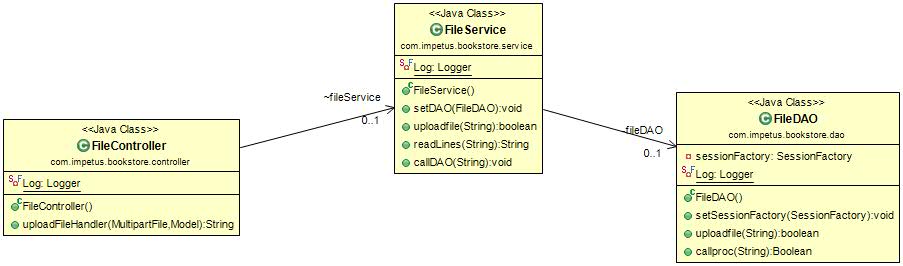 <<Java Class>>
FileService
com.impetus.bookstore.service
Log: Logger
FileService()
setDAO(FileDAO):void
uploadfile(String):boolean
readLines(String):String
callDAO(String):void
~fileService
0..1
<<Java Class>>
FileController
com.impetus.bookstore.controller
Log: Logger
FileController()
uploadFileHandler(MultipartFile,Model):String
fileDAO
0..1
<<Java Class>>
FileDAO
com.impetus.bookstore.dao
sessionFactory: SessionFactory
Log: Logger
FileDAO()
setSessionFactory(SessionFactory):void
uploadfile(String):boolean
callproc(String):Boolean